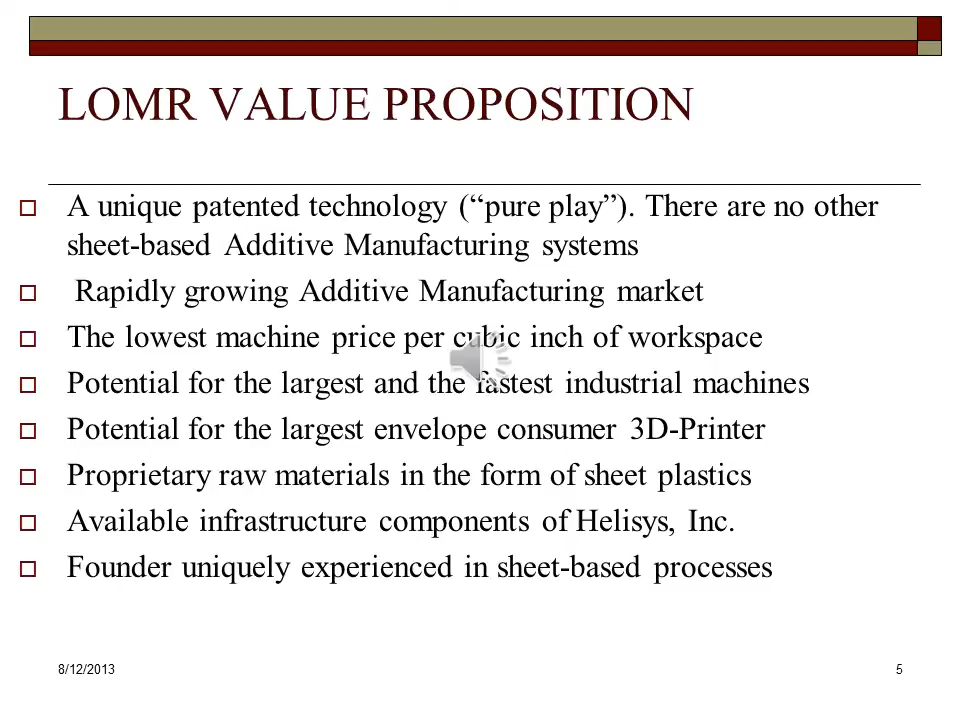 LOMR VALUE PROPOSITION
A unique patented technology (“pure play”). There are no other
sheet-based Additive Manufacturing systems
Rapidly growing Additive Manufacturing market
The lowest machine price per cubic inch of workspace
Potential for the largest and the fastest industrial machines
Potential for the largest envelope consumer 3D-Printer
Proprietary raw materials in the form of sheet plastics
Available infrastructure components of Helisys, Inc.
Founder uniquely experienced in sheet-based processes
8/12/2013
5